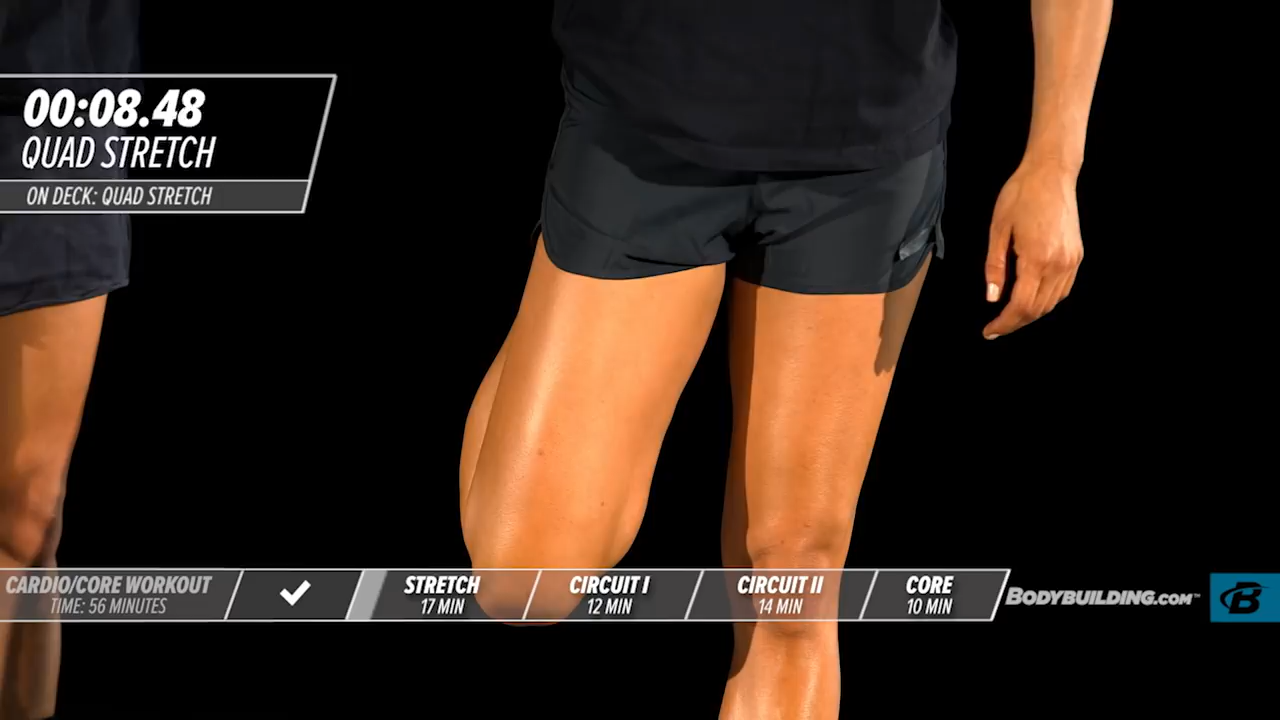 00:08.48
QUAD STRETCH
ON DECK: QUAD STRETCH
CARDIO/CORE WORKOUT
TIME: 56 MINUTES
STRETCH
17 MIN
CIRCUIT I
12 MIN
CIRCUIT II
14 MIN
CORE
10 MIN
BODYBUILDING.COM™
B